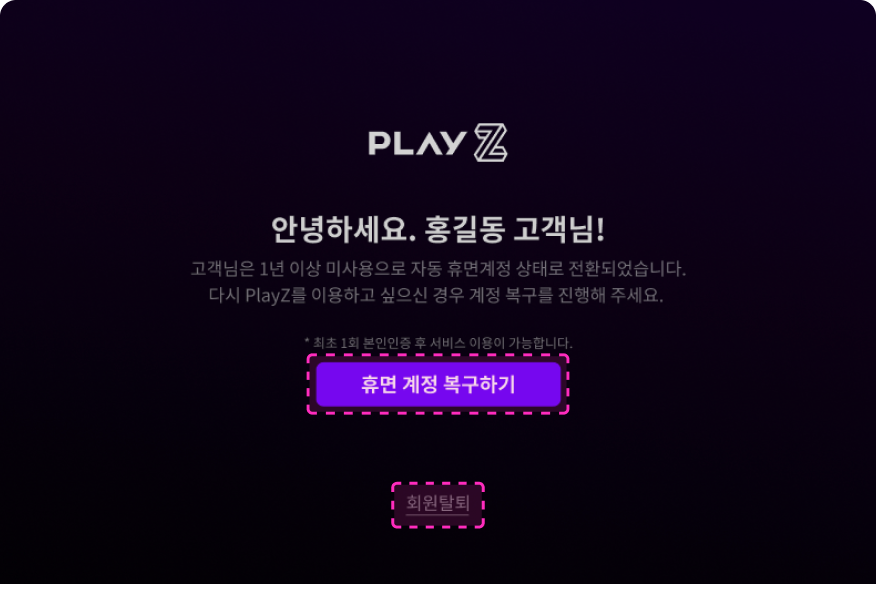 PLAY Z
안녕하세요. 홍길동 고객님!
고객님은 1년 이상 미사용으로 자동 휴면계정 상태로 전환되었습니다.
다시 PlayZ를 이용하고 싶으신 경우 계정 복구를 진행해 주세요.
* 최초 1회 본인인증 후 서비스 이용이 가능합니다.
휴면 계정 복구하기
회원탈퇴